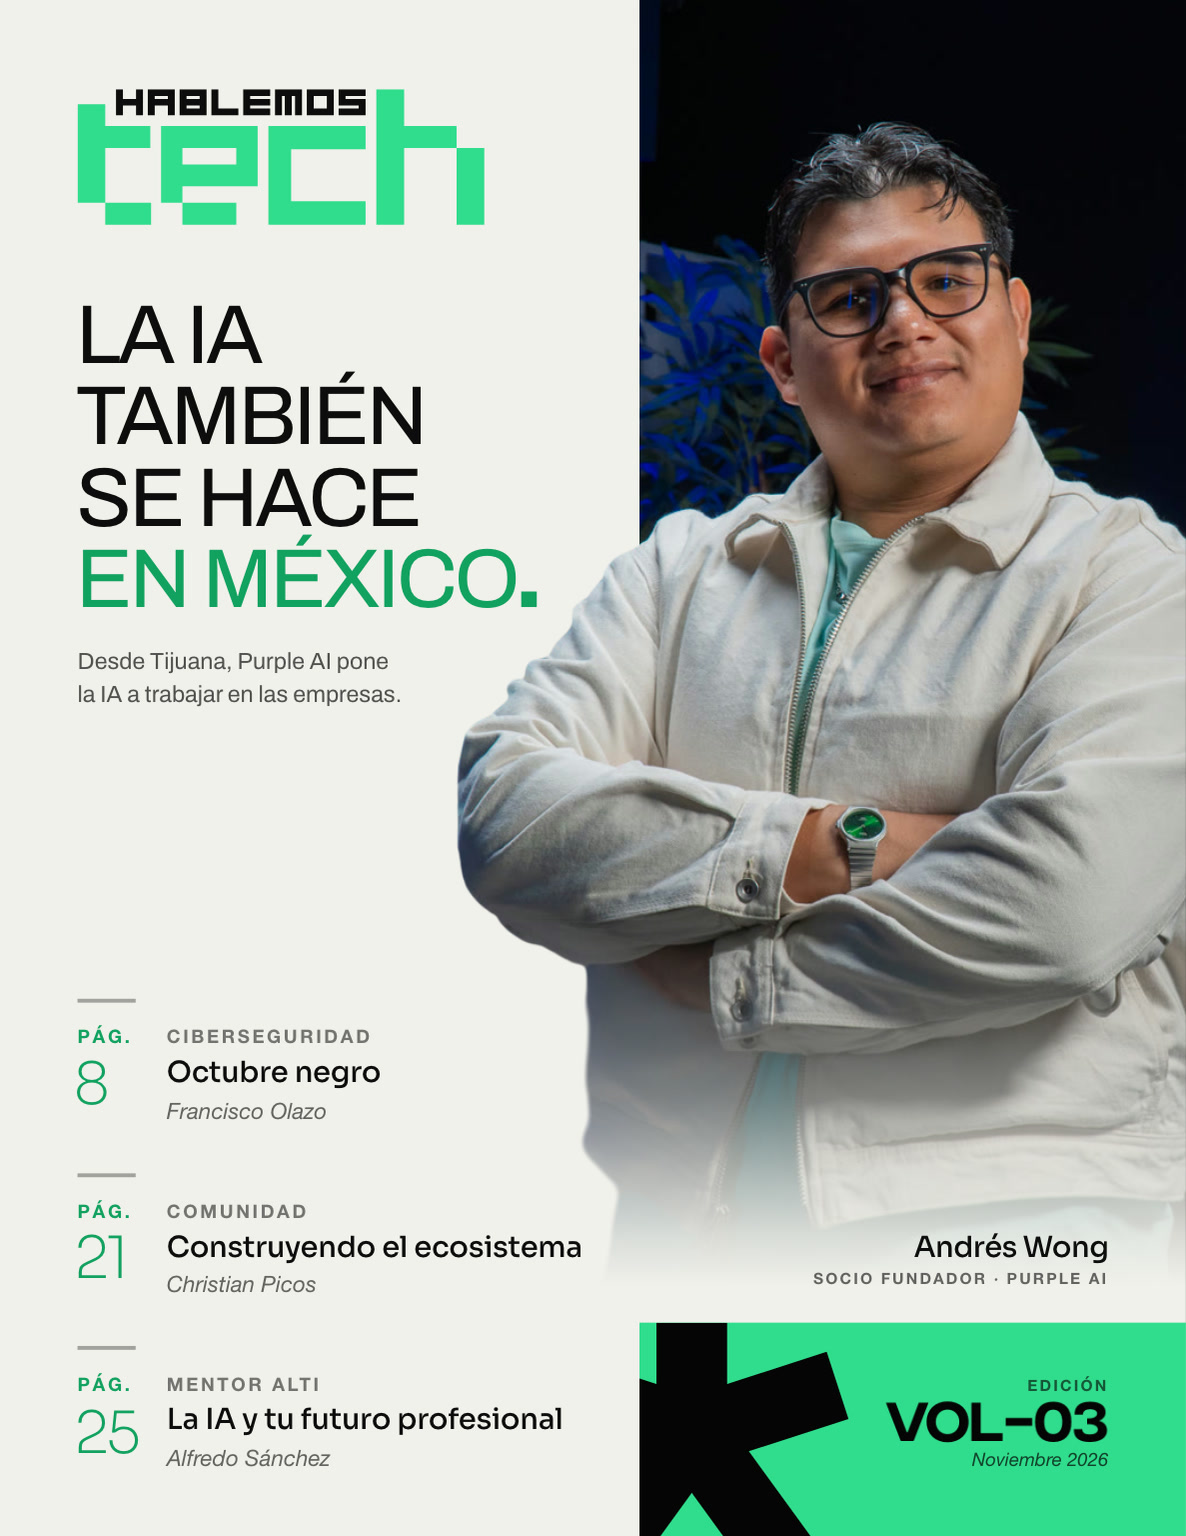 HABLEMOS
tech
LA IA
TAMBIÉN
SE HACE
EN MÉXICO.
Desde Tijuana, Purple AI pone
la IA a trabajar en las empresas.
PÁG. CIBERSEGURIDAD
8 Octubre negro
Francisco Olazo
PÁG. COMUNIDAD
21 Construyendo el ecosistema
Christian Picos
PÁG. MENTOR ALTI
25 La IA y tu futuro profesional
Alfredo Sánchez
Andrés Wong
SOCIO FUNDADOR · PURPLE AI
EDICIÓN
VOL-03
Noviembre 2026